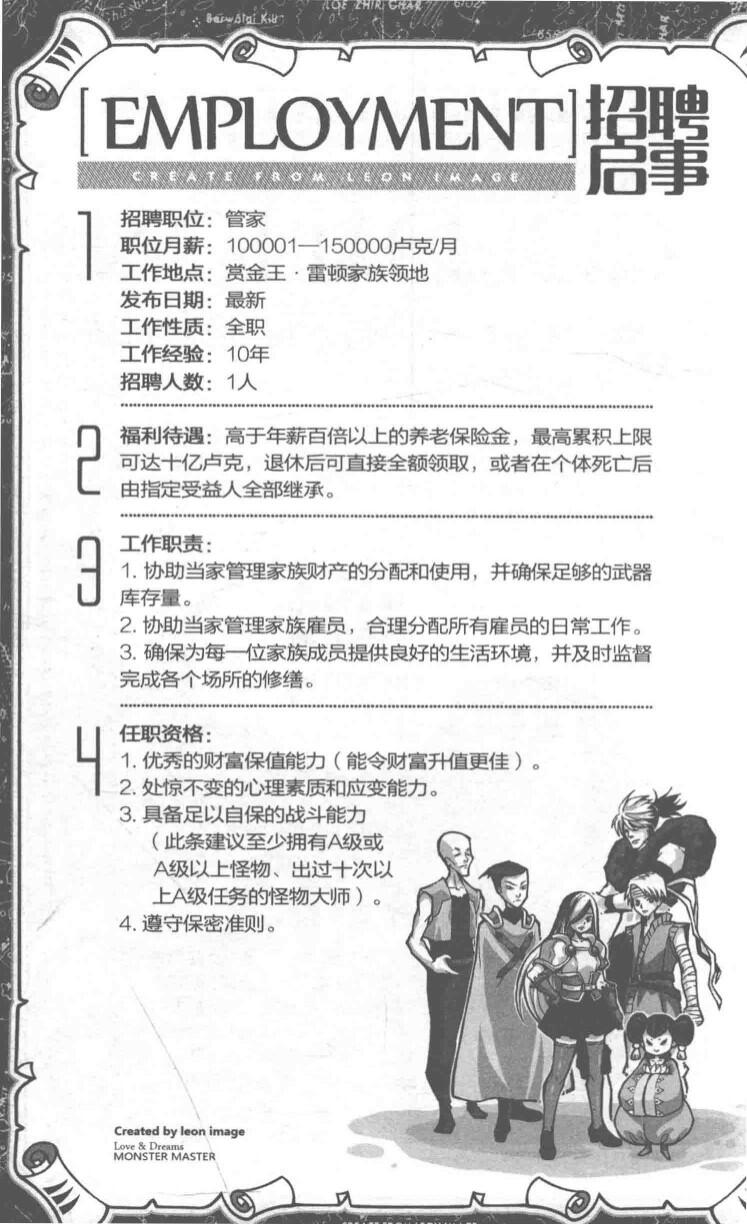 LOE ZHIR GHAR
[EMPLOYMENT]招聘启事
CREATE FROM LEON IMAGE
1
招聘职位：管家
职位月薪：100001—150000卢克/月
工作地点：赏金王·雷顿家族领地
发布日期：最新
工作性质：全职
工作经验：10年
招聘人数：1人
2
福利待遇：高于年薪百倍以上的养老保险金，最高累积上限
可达十亿卢克，退休后可直接全额领取，或者在个体死亡后
由指定受益人全部继承。
3
工作职责：
1. 协助当家管理家族财产的分配和使用，并确保足够的武器
库存量。
2. 协助当家管理家族雇员，合理分配所有雇员的日常工作。
3. 确保为每一位家族成员提供良好的生活环境，并及时监督
完成各个场所的修缮。
4
任职资格：
1. 优秀的财富保值能力（能令财富升值更佳）。
2. 处惊不变的心理素质和应变能力。
3. 具备足以自保的战斗能力
（此条建议至少拥有A级或
A级以上怪物、出过十次以
上A级任务的怪物大师）。
4. 遵守保密准则。
Created by leon image
Love & Dreams
MONSTER MASTER